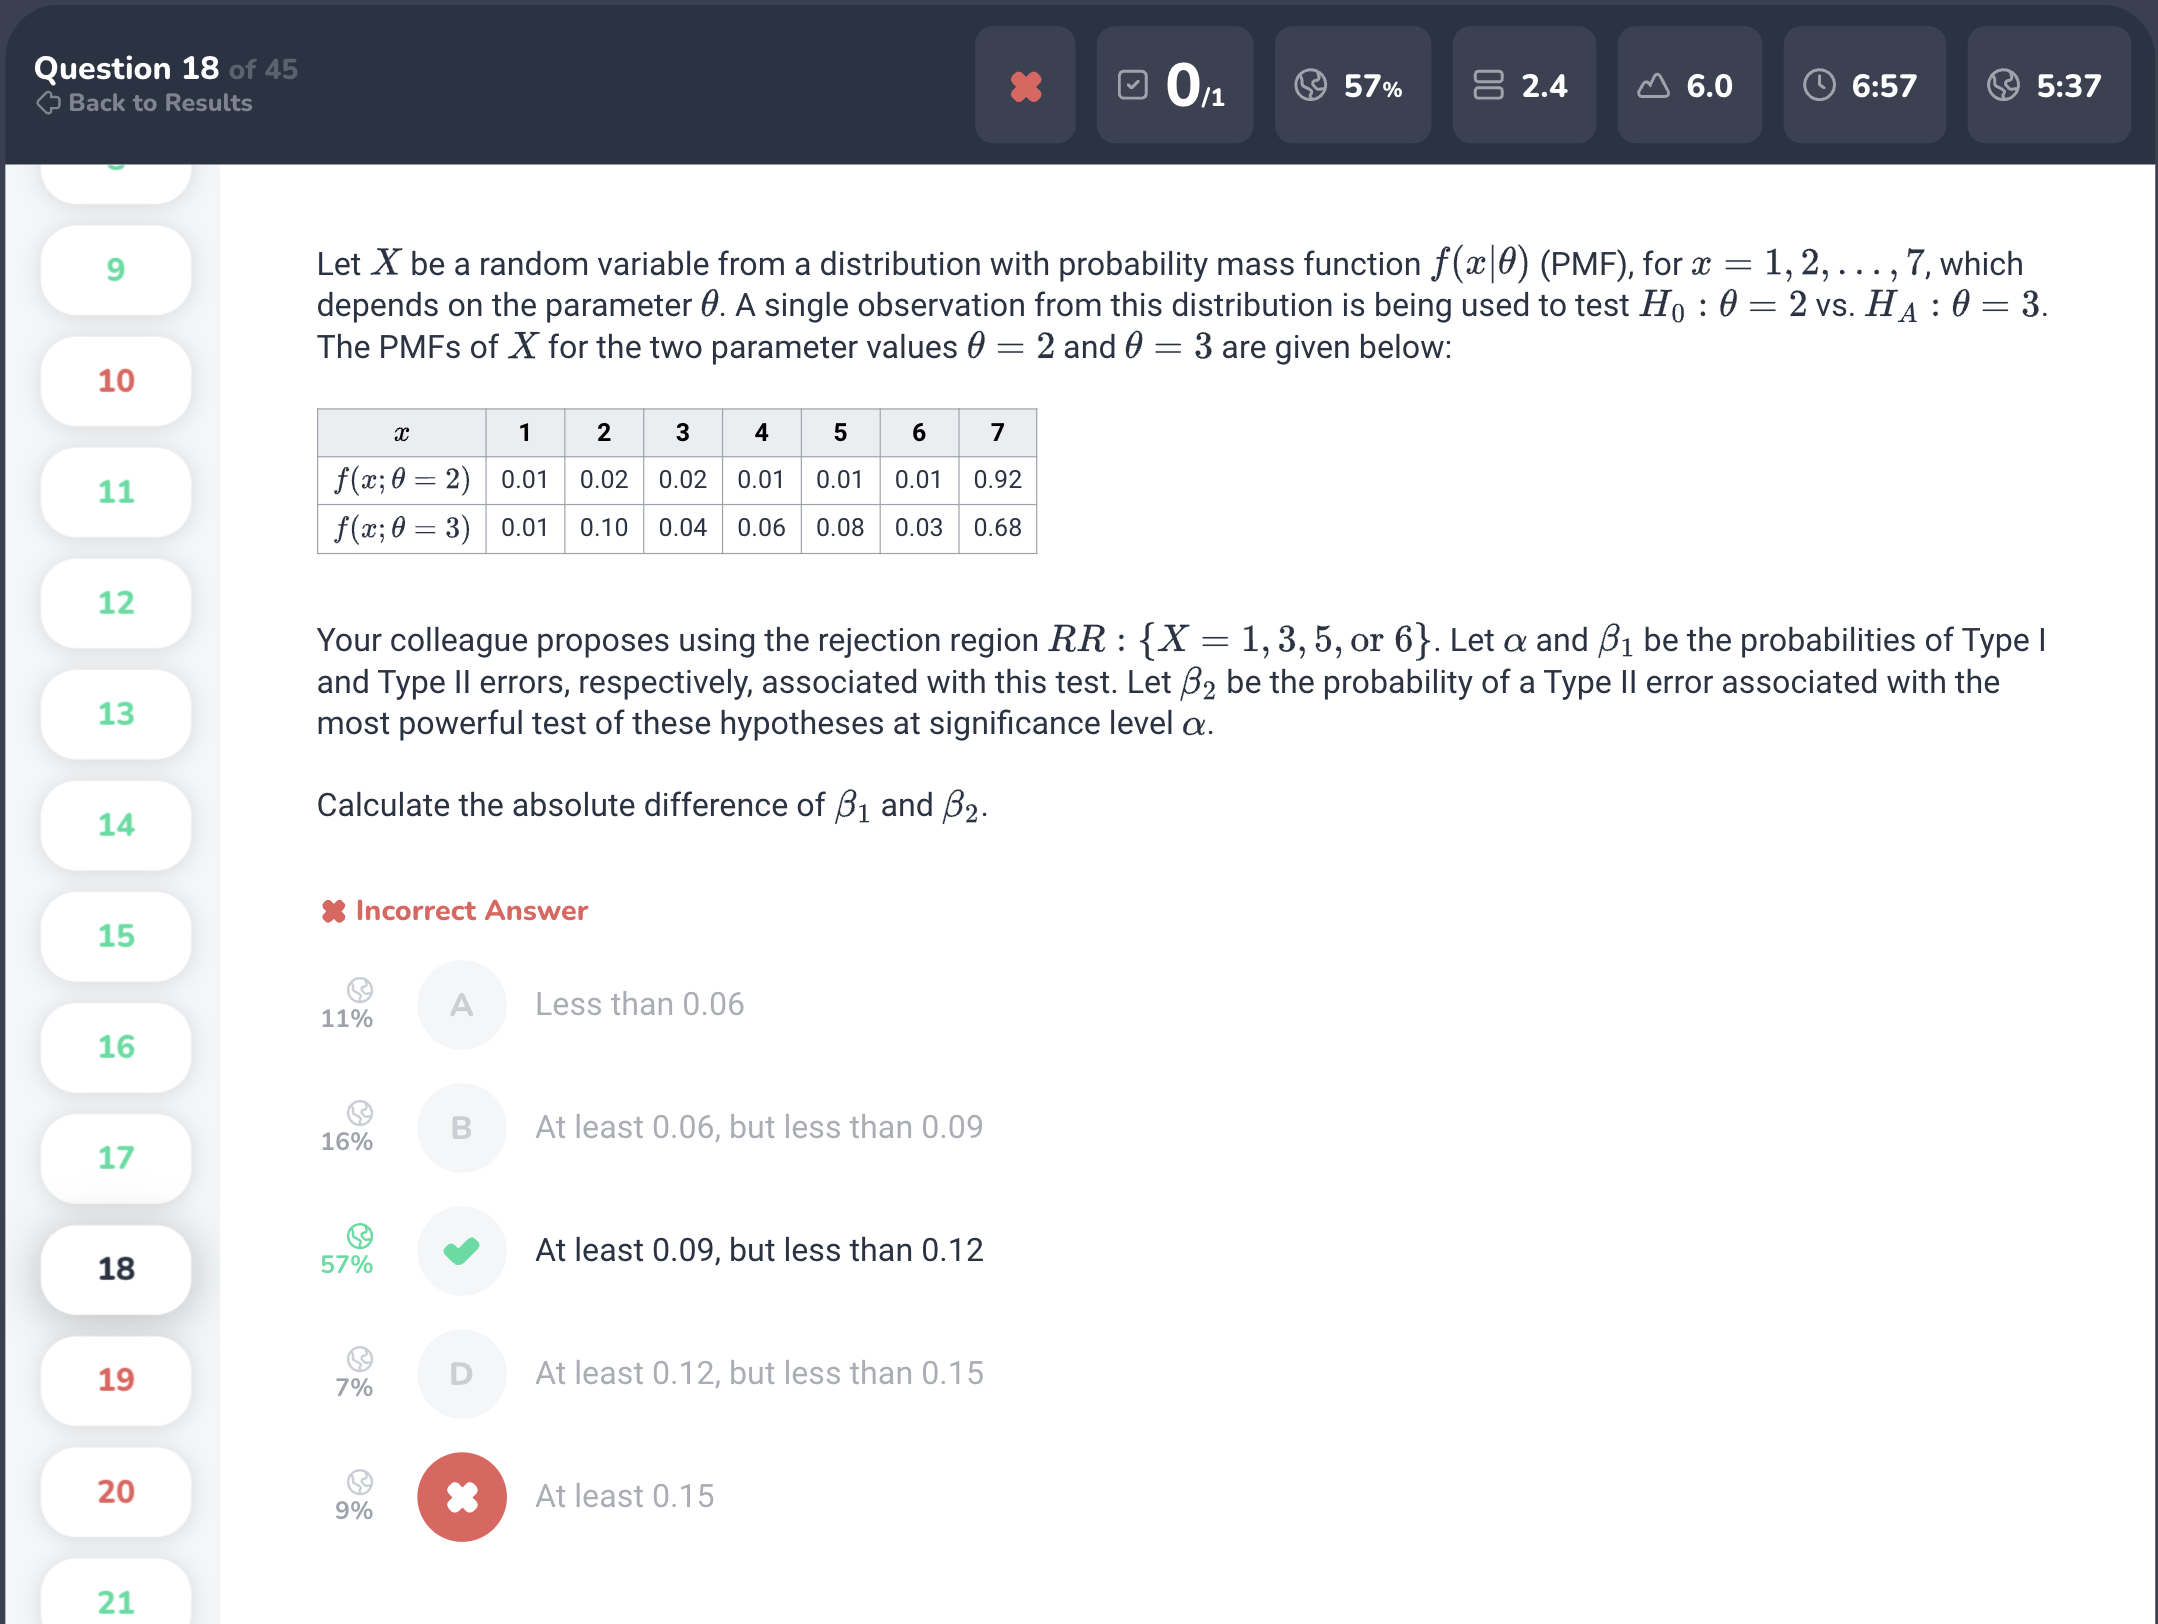 Question 18 of 45
Back to Results
0/1
57%
2.4
6.0
6:57
5:37
9
10
11
12
13
14
15
16
17
18
19
20
21
Let X be a random variable from a distribution with probability mass function f(x|θ) (PMF), for x = 1, 2, . . . , 7, which
depends on the parameter θ. A single observation from this distribution is being used to test H₀ : θ = 2 vs. H_A : θ = 3.
The PMFs of X for the two parameter values θ = 2 and θ = 3 are given below:
x 1 2 3 4 5 6 7
f(x; θ = 2) 0.01 0.02 0.02 0.01 0.01 0.01 0.92
f(x; θ = 3) 0.01 0.10 0.04 0.06 0.08 0.03 0.68
Your colleague proposes using the rejection region RR : {X = 1, 3, 5, or 6}. Let α and β₁ be the probabilities of Type I
and Type II errors, respectively, associated with this test. Let β₂ be the probability of a Type II error associated with the
most powerful test of these hypotheses at significance level α.
Calculate the absolute difference of β₁ and β₂.
Incorrect Answer
11% A Less than 0.06
16% B At least 0.06, but less than 0.09
57% At least 0.09, but less than 0.12
7% D At least 0.12, but less than 0.15
9% At least 0.15